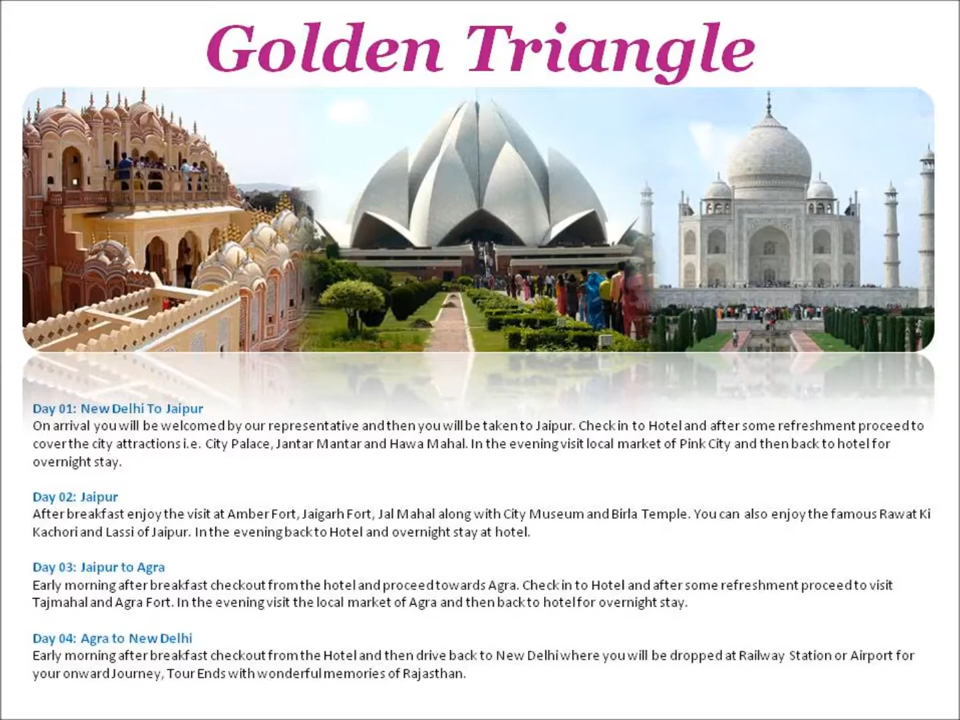 Golden Triangle
Day 01: New Delhi To Jaipur
On arrival you will be welcomed by our representative and then you will be taken to Jaipur. Check in to Hotel and after some refreshment proceed to
cover the city attractions i.e. City Palace, Jantar Mantar and Hawa Mahal. In the evening visit local market of Pink City and then back to hotel for
overnight stay.
Day 02: Jaipur
After breakfast enjoy the visit at Amber Fort, Jaigarh Fort, Jal Mahal along with City Museum and Birla Temple. You can also enjoy the famous Rawat Ki
Kachori and Lassi of Jaipur. In the evening back to Hotel and overnight stay at hotel.
Day 03: Jaipur to Agra
Early morning after breakfast checkout from the hotel and proceed towards Agra. Check in to Hotel and after some refreshment proceed to visit
Tajmahal and Agra Fort. In the evening visit the local market of Agra and then back to hotel for overnight stay.
Day 04: Agra to New Delhi
Early morning after breakfast checkout from the Hotel and then drive back to New Delhi where you will be dropped at Railway Station or Airport for
your onward Journey, Tour Ends with wonderful memories of Rajasthan.